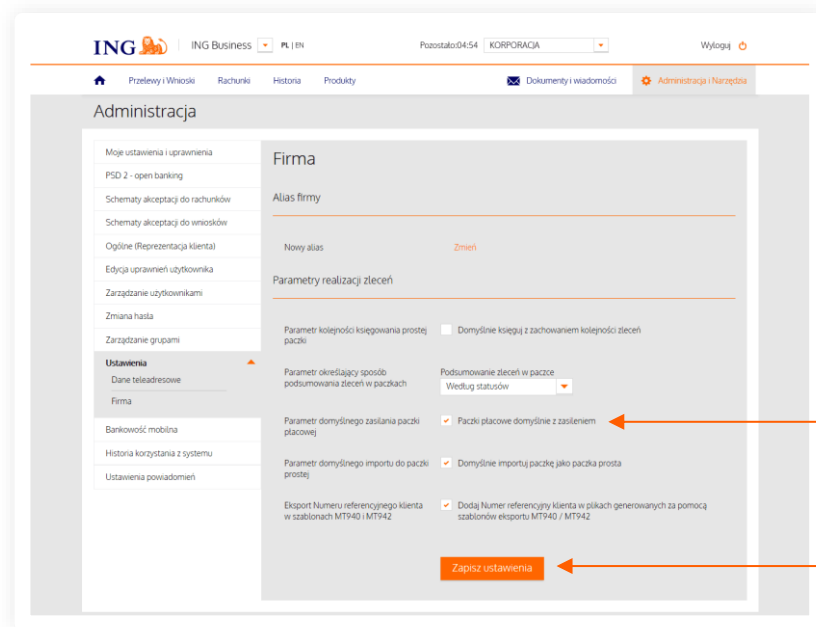 ING ING Business PL | EN Pozostało:04:54 KORPORACJA Wyloguj
Przelewy i Wnioski Rachunki Historia Produkty Dokumenty i wiadomości Administracja i Narzędzia
Administracja
Moje ustawienia i uprawnienia
PSD 2 - open banking
Schematy akceptacji do rachunków
Schematy akceptacji do wniosków
Ogólne (Reprezentacja klienta)
Edycja uprawnień użytkownika
Zarządzanie użytkownikami
Zmiana hasła
Zarządzanie grupami
Ustawienia
Dane teleadresowe
Firma
Bankowość mobilna
Historia korzystania z systemu
Ustawienia powiadomień
Firma
Alias firmy
Nowy alias Zmień
Parametry realizacji zleceń
Parametr kolejności księgowania prostej
paczki
Domyślnie księguj z zachowaniem kolejności zleceń
Parametr określający sposób
podsumowania zleceń w paczkach
Podsumowanie zleceń w paczce
Według statusów
Parametr domyślnego zasilania paczki
płacowej
Paczki płacowe domyślnie z zasileniem
Parametr domyślnego importu do paczki
prostej
Domyślnie importuj paczkę jako paczka prosta
Eksport Numeru referencyjnego klienta
w szablonach MT940 i MT942
Dodaj Numer referencyjny klienta w plikach generowanych za pomocą
szablonów eksportu MT940 / MT942
Zapisz ustawienia